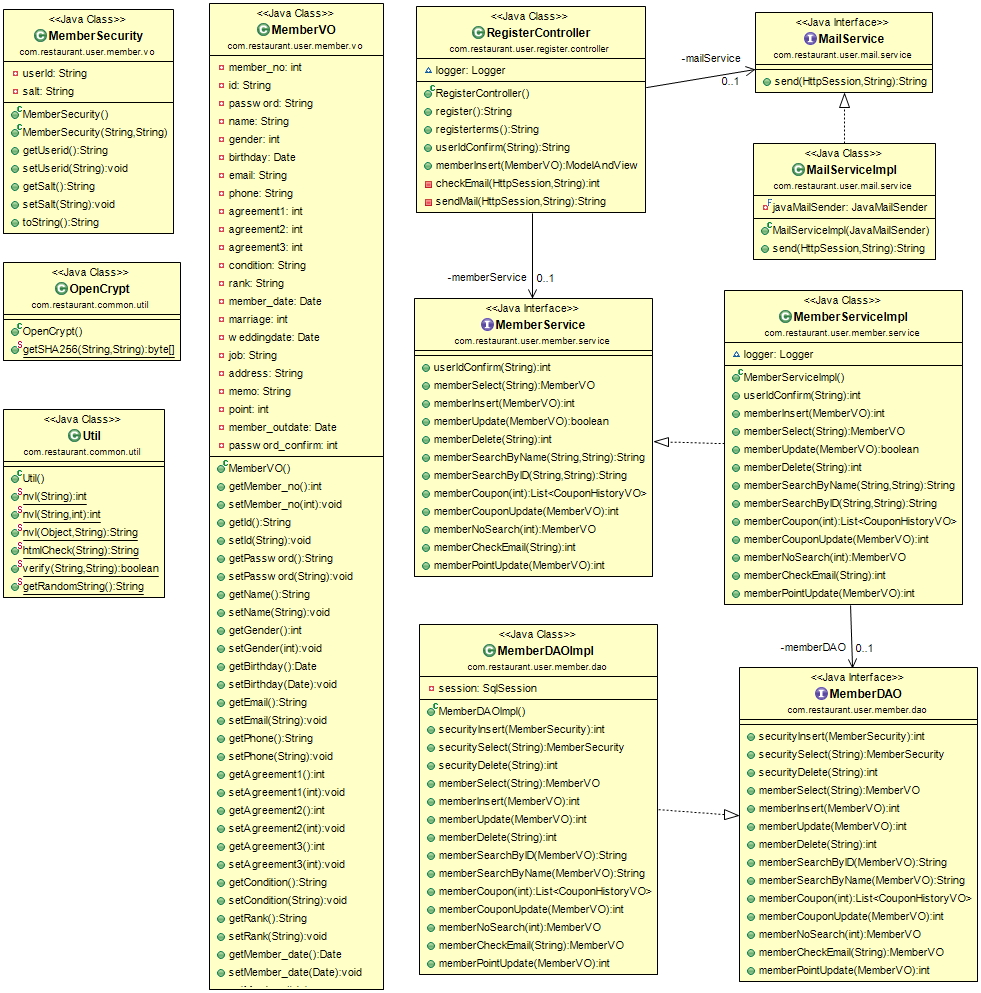 <<Java Class>>
MemberSecurity
com.restaurant.user.member.vo
userId: String
salt: String
MemberSecurity()
MemberSecurity(String,String)
getUserid():String
setUserid(String):void
getSalt():String
setSalt(String):void
toString():String
<<Java Class>>
OpenCrypt
com.restaurant.common.util
OpenCrypt()
getSHA256(String,String):byte[]
<<Java Class>>
Util
com.restaurant.common.util
Util()
nvl(String):int
nvl(String,int):int
nvl(Object,String):String
htmlCheck(String):String
verify(String,String):boolean
getRandomString():String
<<Java Class>>
MemberVO
com.restaurant.user.member.vo
member_no: int
id: String
password: String
name: String
gender: int
birthday: Date
email: String
phone: String
agreement1: int
agreement2: int
agreement3: int
condition: String
rank: String
member_date: Date
marriage: int
weddingdate: Date
job: String
address: String
memo: String
point: int
member_outdate: Date
password_confirm: int
MemberVO()
getMember_no():int
setMember_no(int):void
getId():String
setId(String):void
getPassword():String
setPassword(String):void
getName():String
setName(String):void
getGender():int
setGender(int):void
getBirthday():Date
setBirthday(Date):void
getEmail():String
setEmail(String):void
getPhone():String
setPhone(String):void
getAgreement1():int
setAgreement1(int):void
getAgreement2():int
setAgreement2(int):void
getAgreement3():int
setAgreement3(int):void
getCondition():String
setCondition(String):void
getRank():String
setRank(String):void
getMember_date():Date
setMember_date(Date):void
<<Java Class>>
RegisterController
com.restaurant.user.register.controller
logger: Logger
RegisterController()
register():String
registerterms():String
userIdConfirm(String):String
memberInsert(MemberVO):ModelAndView
checkEmail(HttpSession,String):int
sendMail(HttpSession,String):String
-mailService
0..1
<<Java Interface>>
MailService
com.restaurant.user.mail.service
send(HttpSession,String):String
<<Java Class>>
MailServiceImpl
com.restaurant.user.mail.service
javaMailSender: JavaMailSender
MailServiceImpl(JavaMailSender)
send(HttpSession,String):String
-memberService
0..1
<<Java Interface>>
MemberService
com.restaurant.user.member.service
userIdConfirm(String):int
memberSelect(String):MemberVO
memberInsert(MemberVO):int
memberUpdate(MemberVO):boolean
memberDelete(String):int
memberSearchByName(String,String):String
memberSearchByID(String,String):String
memberCoupon(int):List<CouponHistoryVO>
memberCouponUpdate(MemberVO):int
memberNoSearch(int):MemberVO
memberCheckEmail(String):int
memberPointUpdate(MemberVO):int
<<Java Class>>
MemberServiceImpl
com.restaurant.user.member.service
logger: Logger
MemberServiceImpl()
userIdConfirm(String):int
memberInsert(MemberVO):int
memberSelect(String):MemberVO
memberUpdate(MemberVO):boolean
memberDelete(String):int
memberSearchByName(String,String):String
memberSearchByID(String,String):String
memberCoupon(int):List<CouponHistoryVO>
memberCouponUpdate(MemberVO):int
memberNoSearch(int):MemberVO
memberCheckEmail(String):int
memberPointUpdate(MemberVO):int
-memberDAO
0..1
<<Java Class>>
MemberDAOImpl
com.restaurant.user.member.dao
session: SqlSession
MemberDAOImpl()
securityInsert(MemberSecurity):int
securitySelect(String):MemberSecurity
securityDelete(String):int
memberSelect(String):MemberVO
memberInsert(MemberVO):int
memberUpdate(MemberVO):int
memberDelete(String):int
memberSearchByID(MemberVO):String
memberSearchByName(MemberVO):String
memberCoupon(int):List<CouponHistoryVO>
memberCouponUpdate(MemberVO):int
memberNoSearch(int):MemberVO
memberCheckEmail(String):MemberVO
memberPointUpdate(MemberVO):int
<<Java Interface>>
MemberDAO
com.restaurant.user.member.dao
securityInsert(MemberSecurity):int
securitySelect(String):MemberSecurity
securityDelete(String):int
memberSelect(String):MemberVO
memberInsert(MemberVO):int
memberUpdate(MemberVO):int
memberDelete(String):int
memberSearchByID(MemberVO):String
memberSearchByName(MemberVO):String
memberCoupon(int):List<CouponHistoryVO>
memberCouponUpdate(MemberVO):int
memberNoSearch(int):MemberVO
memberCheckEmail(String):MemberVO
memberPointUpdate(MemberVO):int